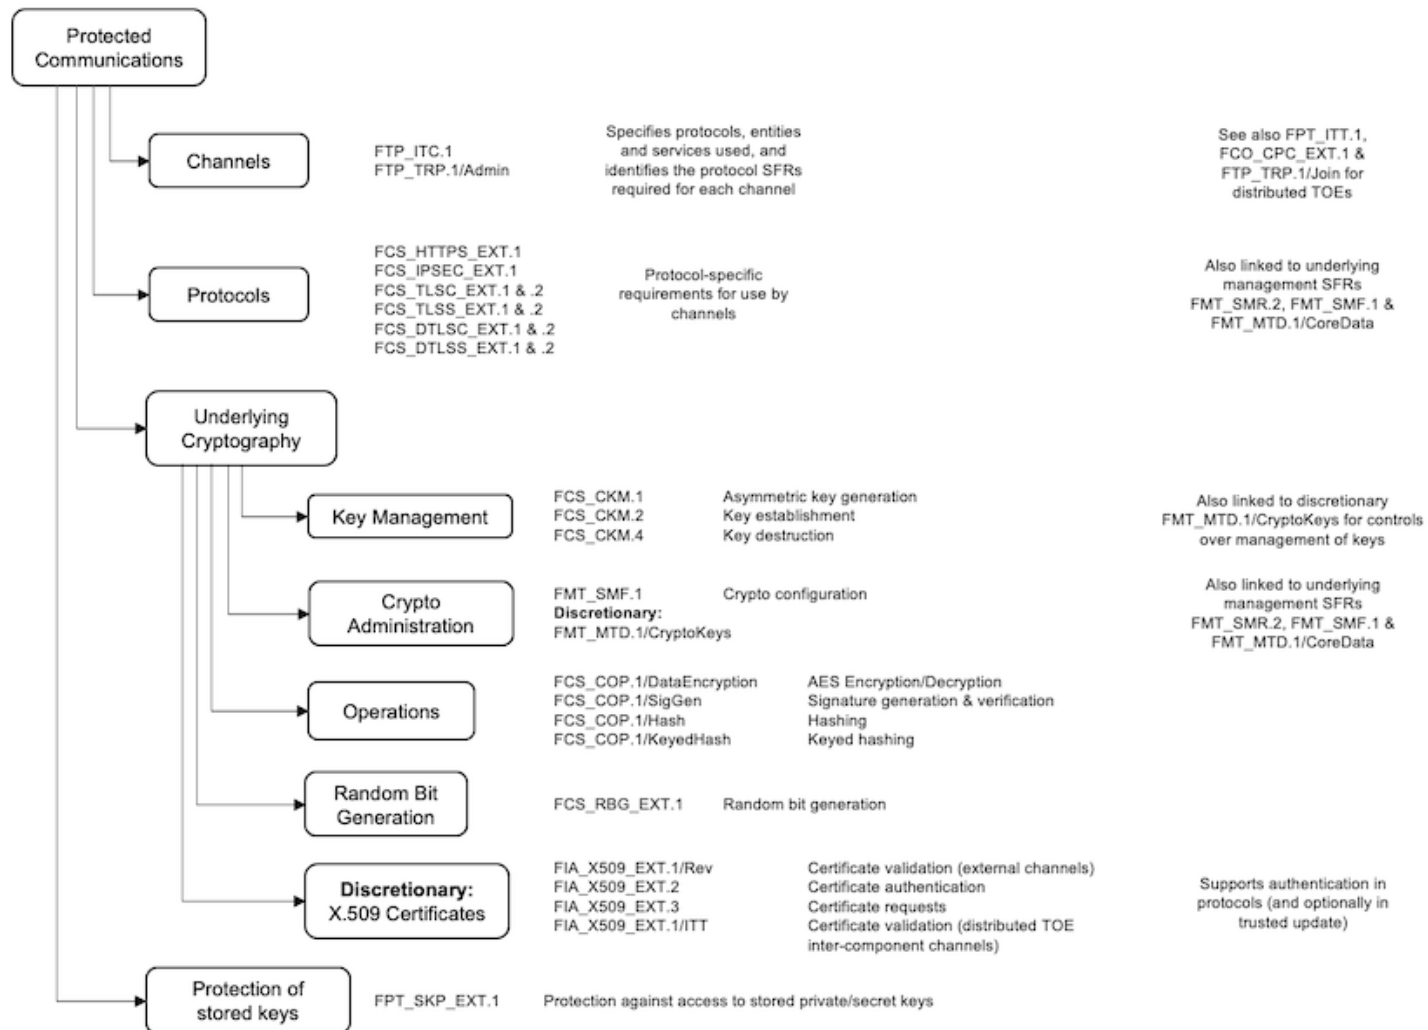 Protected
Communications
Channels
FTP_ITC.1
FTP_TRP.1/Admin
Specifies protocols, entities
and services used, and
identifies the protocol SFRs
required for each channel
See also FPT_ITT.1,
FCO_CPC_EXT.1 &
FTP_TRP.1/Join for
distributed TOEs
Protocols
FCS_HTTPS_EXT.1
FCS_IPSEC_EXT.1
FCS_TLSC_EXT.1 & .2
FCS_TLSS_EXT.1 & .2
FCS_DTLSC_EXT.1 & .2
FCS_DTLSS_EXT.1 & .2
Protocol-specific
requirements for use by
channels
Also linked to underlying
management SFRs
FMT_SMR.2, FMT_SMF.1 &
FMT_MTD.1/CoreData
Underlying
Cryptography
Key Management
FCS_CKM.1 Asymmetric key generation
FCS_CKM.2 Key establishment
FCS_CKM.4 Key destruction
Also linked to discretionary
FMT_MTD.1/CryptoKeys for controls
over management of keys
Crypto
Administration
FMT_SMF.1 Crypto configuration
Discretionary:
FMT_MTD.1/CryptoKeys
Also linked to underlying
management SFRs
FMT_SMR.2, FMT_SMF.1 &
FMT_MTD.1/CoreData
Operations
FCS_COP.1/DataEncryption AES Encryption/Decryption
FCS_COP.1/SigGen Signature generation & verification
FCS_COP.1/Hash Hashing
FCS_COP.1/KeyedHash Keyed hashing
Random Bit
Generation
FCS_RBG_EXT.1 Random bit generation
Discretionary:
X.509 Certificates
FIA_X509_EXT.1/Rev Certificate validation (external channels)
FIA_X509_EXT.2 Certificate authentication
FIA_X509_EXT.3 Certificate requests
FIA_X509_EXT.1/ITT Certificate validation (distributed TOE
inter-component channels)
Supports authentication in
protocols (and optionally in
trusted update)
Protection of
stored keys
FPT_SKP_EXT.1 Protection against access to stored private/secret keys